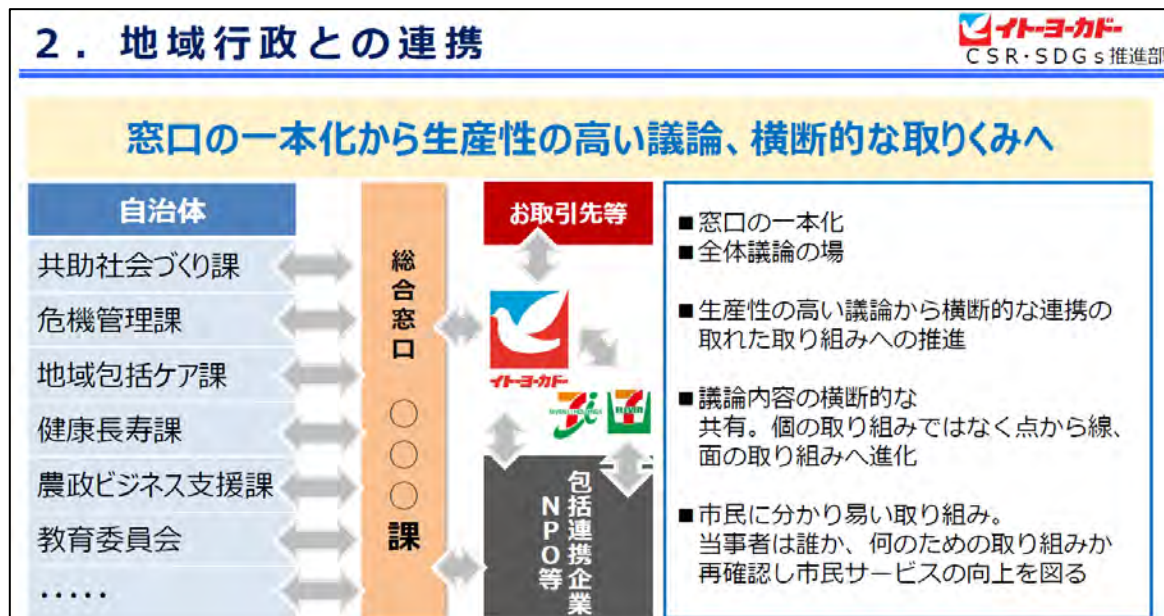 2．地域行政との連携
イトーヨーカドー
CSR・SDGs推進部
窓口の一本化から生産性の高い議論、横断的な取りくみへ
自治体
共助社会づくり課
危機管理課
地域包括ケア課
健康長寿課
農政ビジネス支援課
教育委員会
・・・・・
総合窓口 〇〇〇課
お取引先等
イトーヨーカドー
包括連携企業
NPO等
■窓口の一本化
■全体議論の場
■生産性の高い議論から横断的な連携の
取れた取り組みへの推進
■議論内容の横断的な
共有。個の取り組みではなく点から線、
面の取り組みへ進化
■市民に分かり易い取り組み。
当事者は誰か、何のための取り組みか
再確認し市民サービスの向上を図る